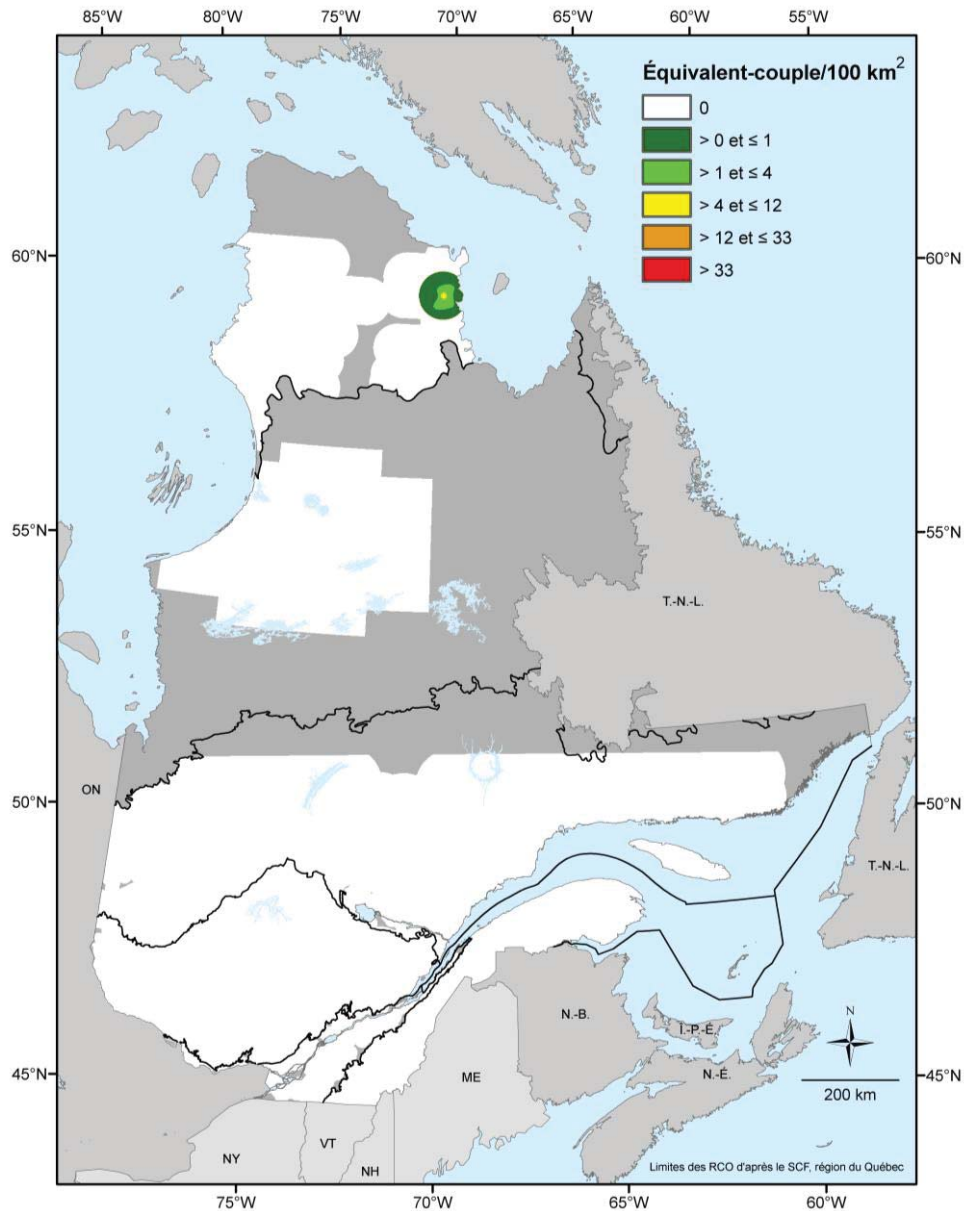 85°W 80°W 75°W 70°W 65°W 60°W 55°W
Équivalent-couple/100 km²
0
> 0 et ≤ 1
> 1 et ≤ 4
> 4 et ≤ 12
> 12 et ≤ 33
> 33
60°N 60°N
55°N 55°N
T.-N.-L.
ON
50°N 50°N
T.-N.-L.
N.-B.
I.-P.-É.
N
45°N 45°N
ME
N.-É.
200 km
NY
VT
NH
Limites des RCO d'après le SCF, région du Québec
75°W 70°W 65°W 60°W